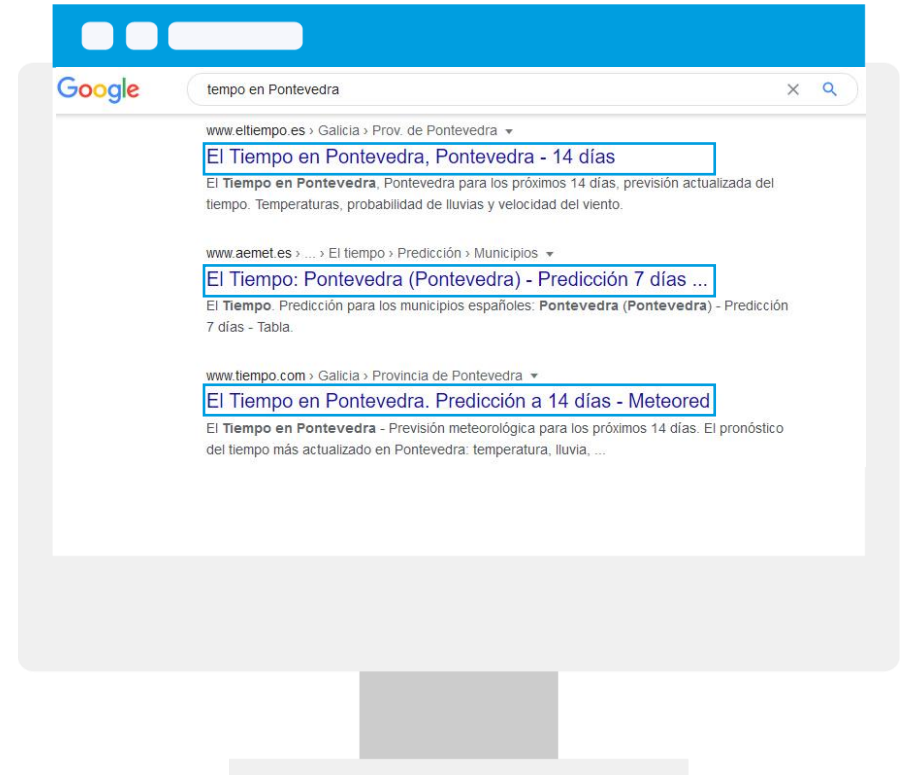 Google
tempo en Pontevedra
www.eltiempo.es › Galicia › Prov. de Pontevedra
El Tiempo en Pontevedra, Pontevedra - 14 días
El Tiempo en Pontevedra, Pontevedra para los próximos 14 días, previsión actualizada del
tiempo. Temperaturas, probabilidad de lluvias y velocidad del viento.
www.aemet.es › ... › El tiempo › Predicción › Municipios
El Tiempo: Pontevedra (Pontevedra) - Predicción 7 días ...
El Tiempo. Predicción para los municipios españoles: Pontevedra (Pontevedra) - Predicción
7 días - Tabla.
www.tiempo.com › Galicia › Provincia de Pontevedra
El Tiempo en Pontevedra. Predicción a 14 días - Meteored
El Tiempo en Pontevedra - Previsión meteorológica para los próximos 14 días. El pronóstico
del tiempo más actualizado en Pontevedra: temperatura, lluvia, ...